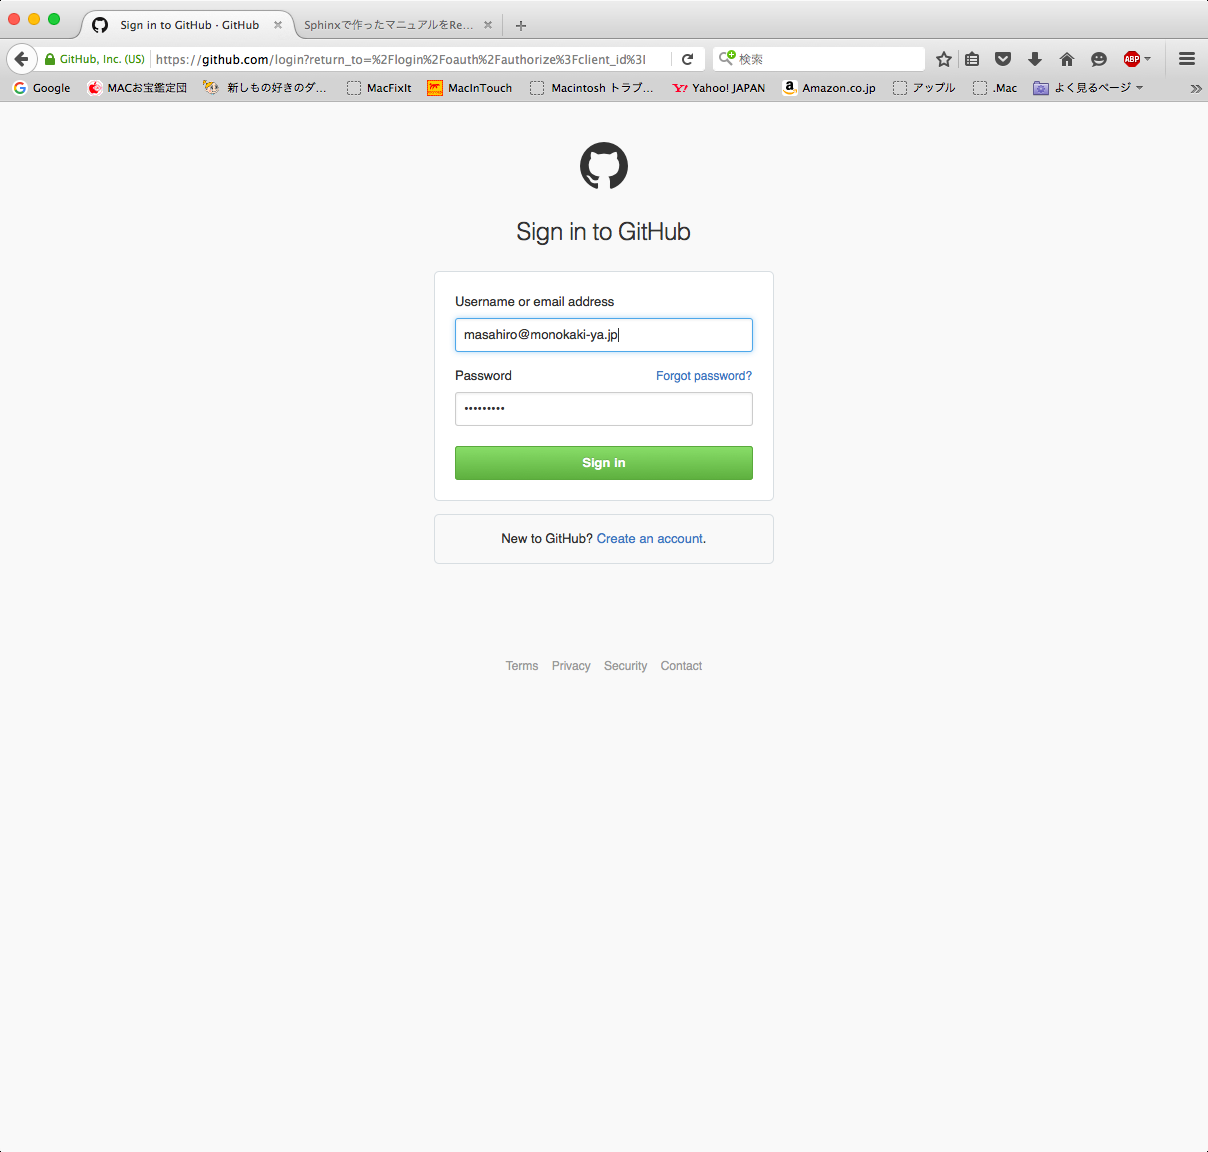 Sign in to GitHub · GitHub
Sphinxで作ったマニュアルをRe...
GitHub, Inc. (US)
https://github.com/login?return_to=%2Flogin%2Foauth%2Fauthorize%3Fclient_id%3I
検索
ABP
Google
MACお宝鑑定団
新しもの好きのダ...
MacFixIt
MacInTouch
Macintosh トラブ...
Yahoo! JAPAN
Amazon.co.jp
アップル
.Mac
よく見るページ
Sign in to GitHub
Username or email address
masahiro@monokaki-ya.jp
Password Forgot password?
•••••••••
Sign in
New to GitHub? Create an account.
Terms Privacy Security Contact